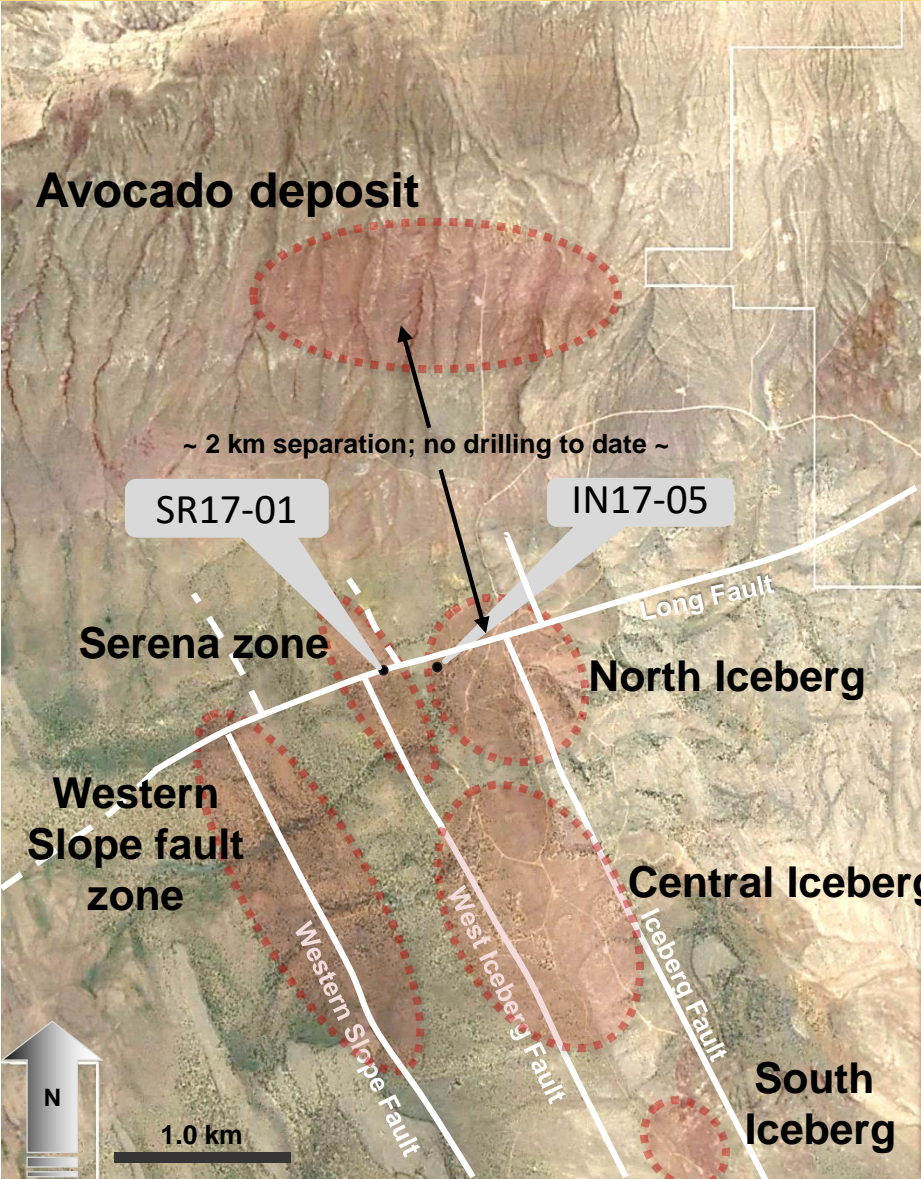 Avocado deposit
~ 2 km separation; no drilling to date ~
SR17-01
IN17-05
Long Fault
Serena zone
North Iceberg
Western
Slope fault
zone
Central Iceberg
West Iceberg Fault
Iceberg Fault
Western Slope Fault
South
Iceberg
N
1.0 km